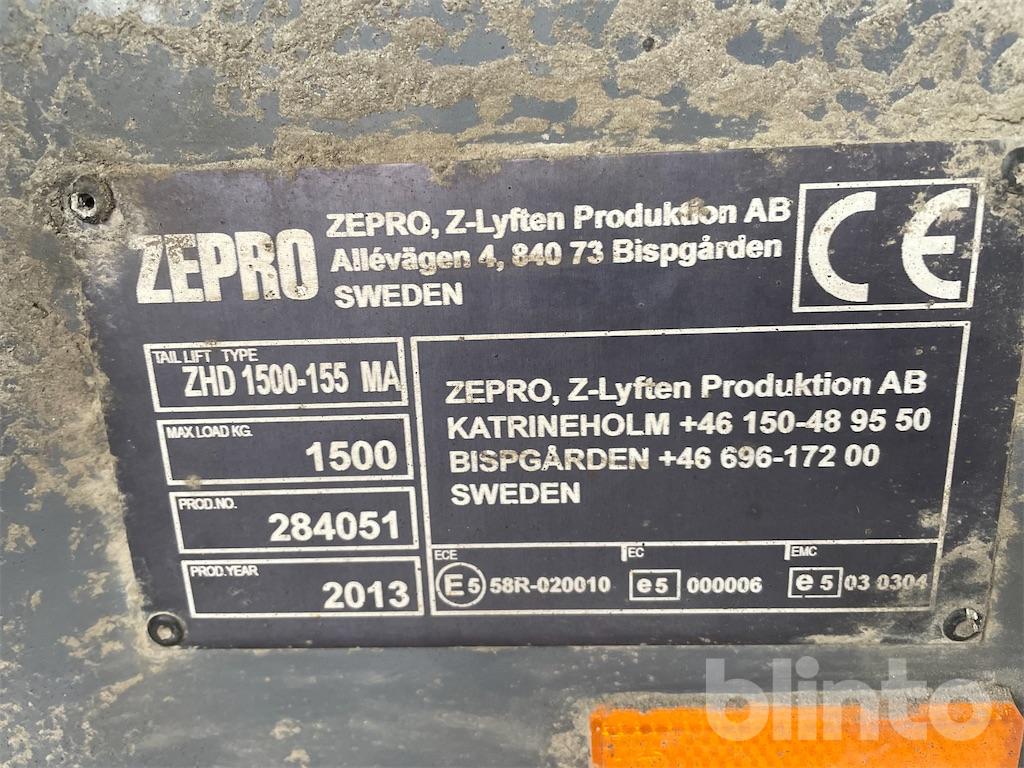 ZEPRO
ZEPRO, Z-Lyften Produktion AB
Allévägen 4, 840 73 Bispgården
SWEDEN
CE
TAIL LIFT TYPE
ZHD 1500-155 MA
MAX LOAD KG.
1500
PROD.NO.
284051
PROD.YEAR
2013
ZEPRO, Z-Lyften Produktion AB
KATRINEHOLM +46 150-48 95 50
BISPGÅRDEN +46 696-172 00
SWEDEN
ECE
E5 58R-020010
EC
e5 000006
EMC
e5 03 0304
blinto